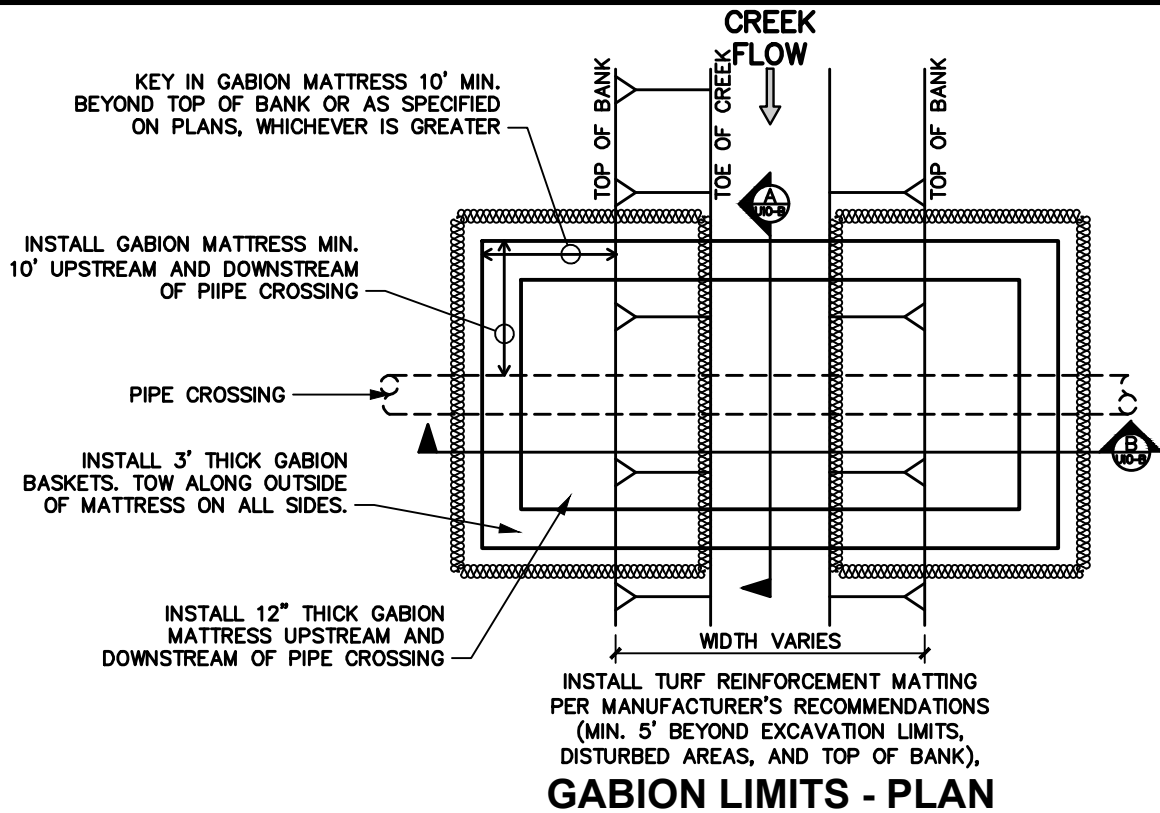 CREEK
FLOW
KEY IN GABION MATTRESS 10' MIN.
BEYOND TOP OF BANK OR AS SPECIFIED
ON PLANS, WHICHEVER IS GREATER
TOP OF BANK
TOE OF CREEK
TOP OF BANK
A
U10-B
INSTALL GABION MATTRESS MIN.
10' UPSTREAM AND DOWNSTREAM
OF PIIPE CROSSING
PIPE CROSSING
B
U10-B
INSTALL 3' THICK GABION
BASKETS. TOW ALONG OUTSIDE
OF MATTRESS ON ALL SIDES.
INSTALL 12" THICK GABION
MATTRESS UPSTREAM AND
DOWNSTREAM OF PIPE CROSSING
WIDTH VARIES
INSTALL TURF REINFORCEMENT MATTING
PER MANUFACTURER'S RECOMMENDATIONS
(MIN. 5' BEYOND EXCAVATION LIMITS,
DISTURBED AREAS, AND TOP OF BANK),
GABION LIMITS - PLAN